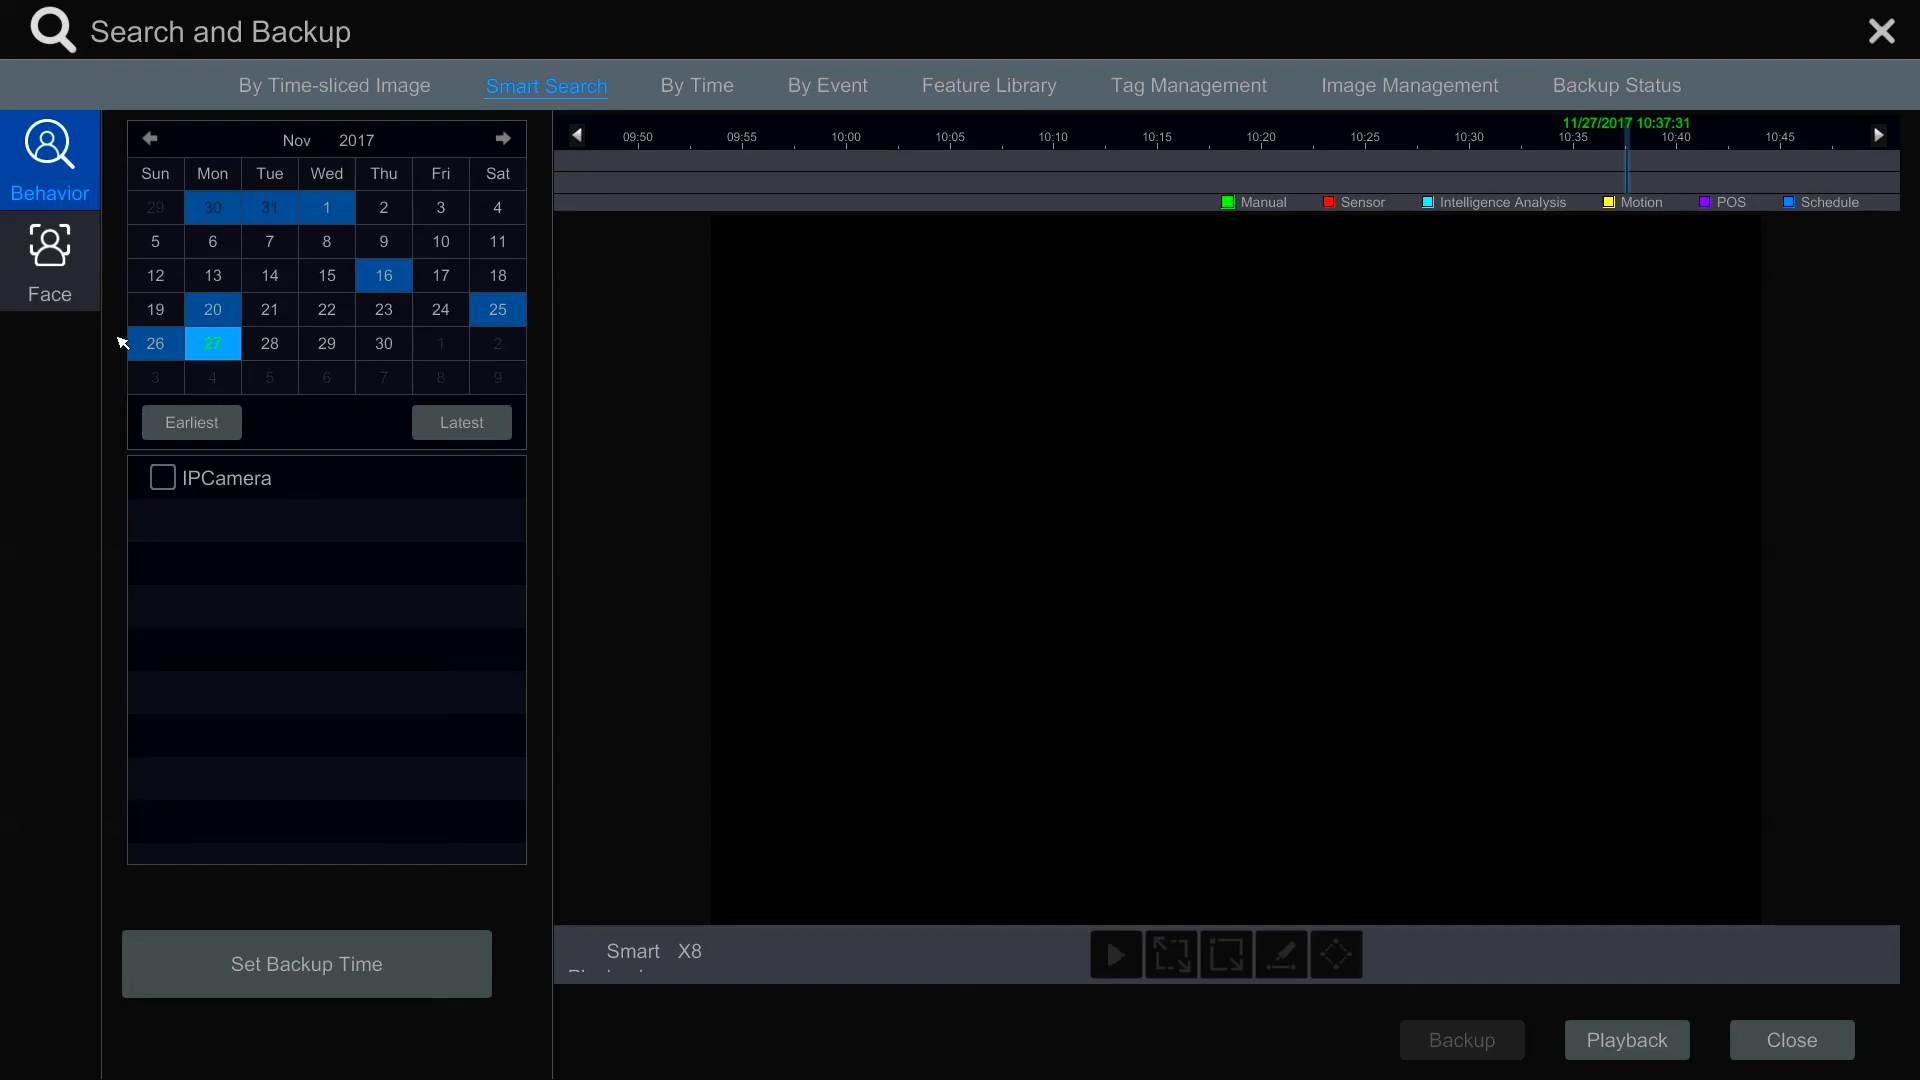 Search and Backup
By Time-sliced Image Smart Search By Time By Event Feature Library Tag Management Image Management Backup Status
Behavior
Face
Nov 2017
Sun Mon Tue Wed Thu Fri Sat
29 30 31 1 2 3 4
5 6 7 8 9 10 11
12 13 14 15 16 17 18
19 20 21 22 23 24 25
26 27 28 29 30 1 2
3 4 5 6 7 8 9
Earliest Latest
IPCamera
Set Backup Time
11/27/2017 10:37:31
09:50 09:55 10:00 10:05 10:10 10:15 10:20 10:25 10:30 10:35 10:40 10:45
Manual Sensor Intelligence Analysis Motion POS Schedule
Smart X8
Backup Playback Close